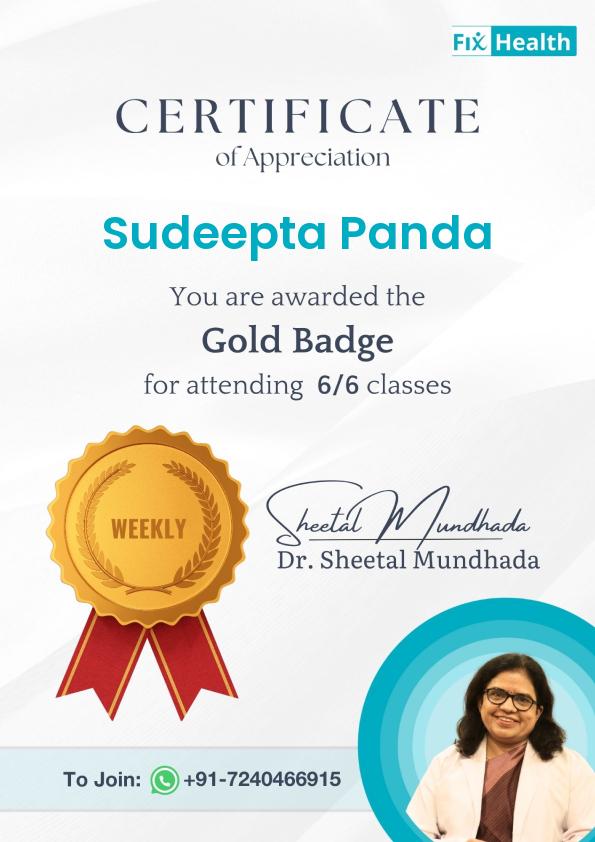 Fix Health
CERTIFICATE
of Appreciation
Sudeepta Panda
You are awarded the
Gold Badge
for attending 6/6 classes
WEEKLY
Sheetal Mundhada
Dr. Sheetal Mundhada
To Join: +91-7240466915